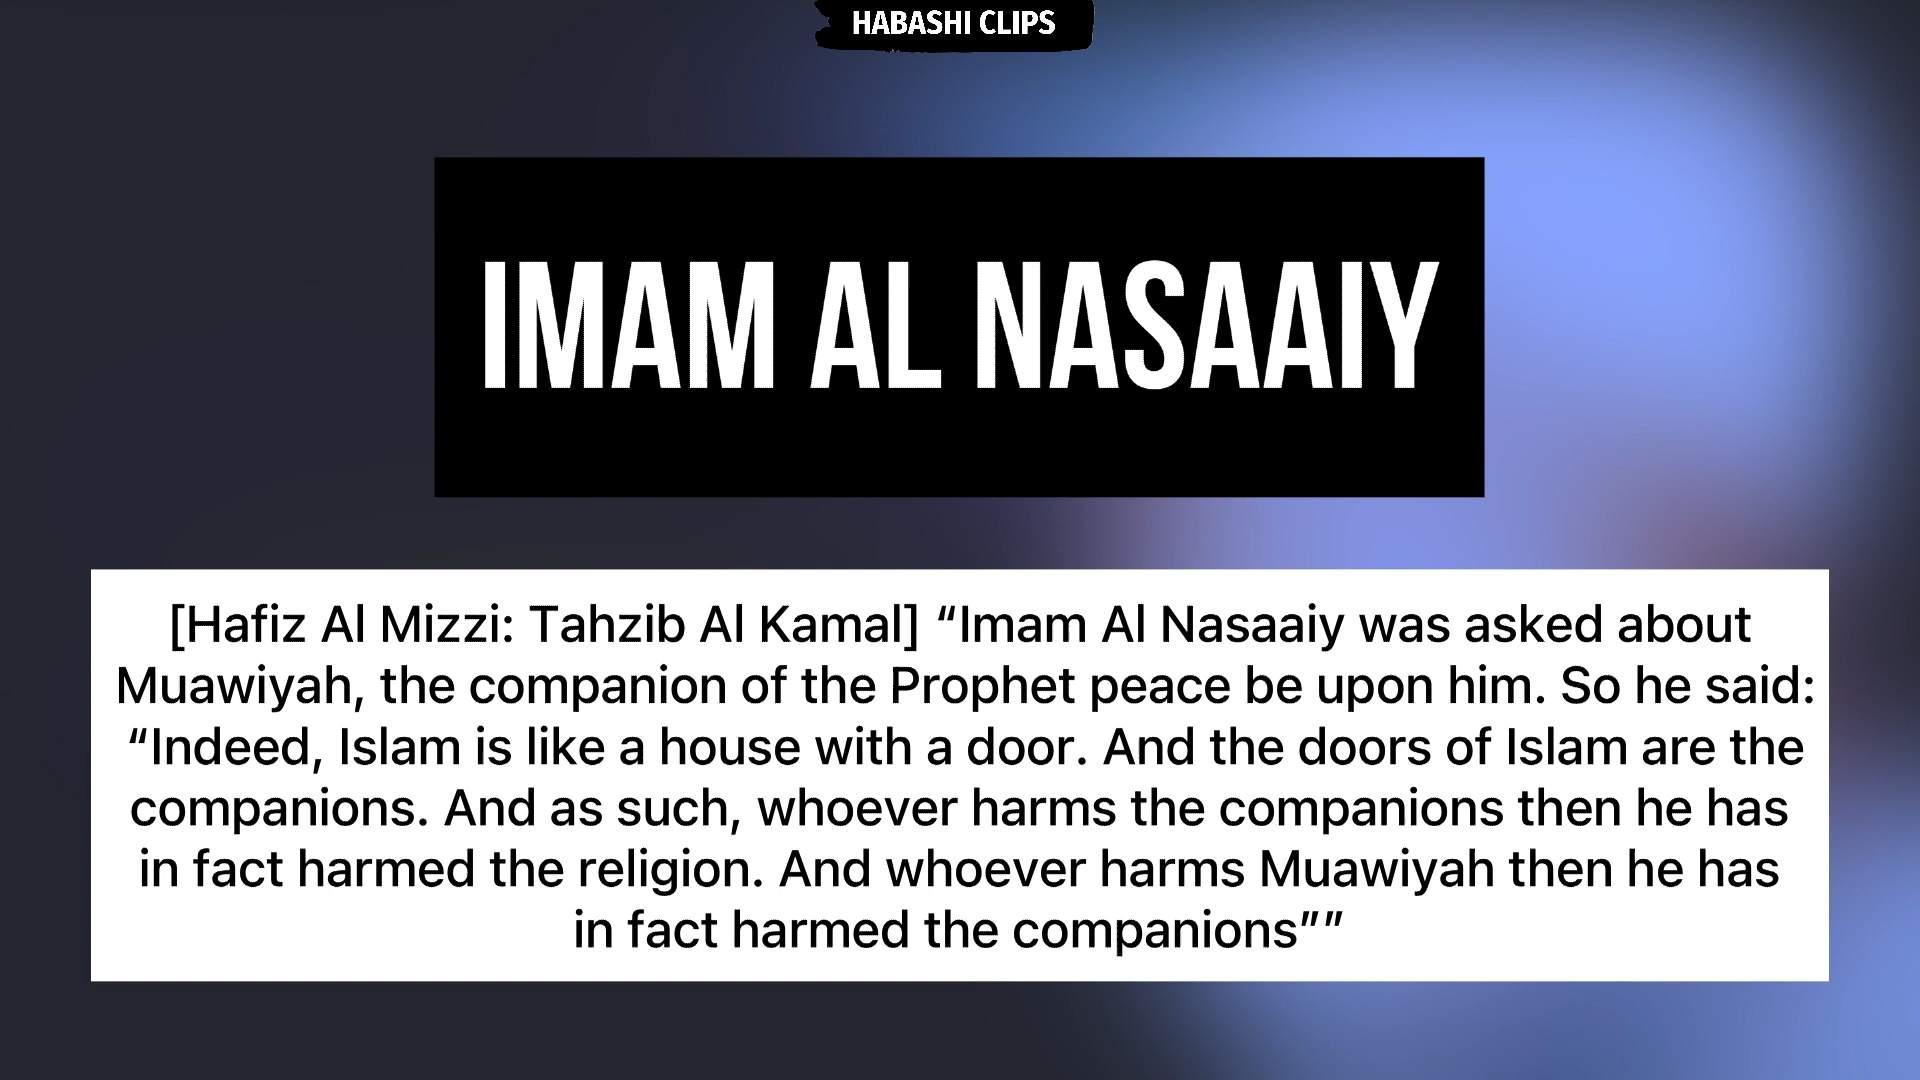 HABASHI CLIPS
IMAM AL NASAAIY
[Hafiz Al Mizzi: Tahzib Al Kamal] “Imam Al Nasaaiy was asked about
Muawiyah, the companion of the Prophet peace be upon him. So he said:
“Indeed, Islam is like a house with a door. And the doors of Islam are the
companions. And as such, whoever harms the companions then he has
in fact harmed the religion. And whoever harms Muawiyah then he has
in fact harmed the companions””